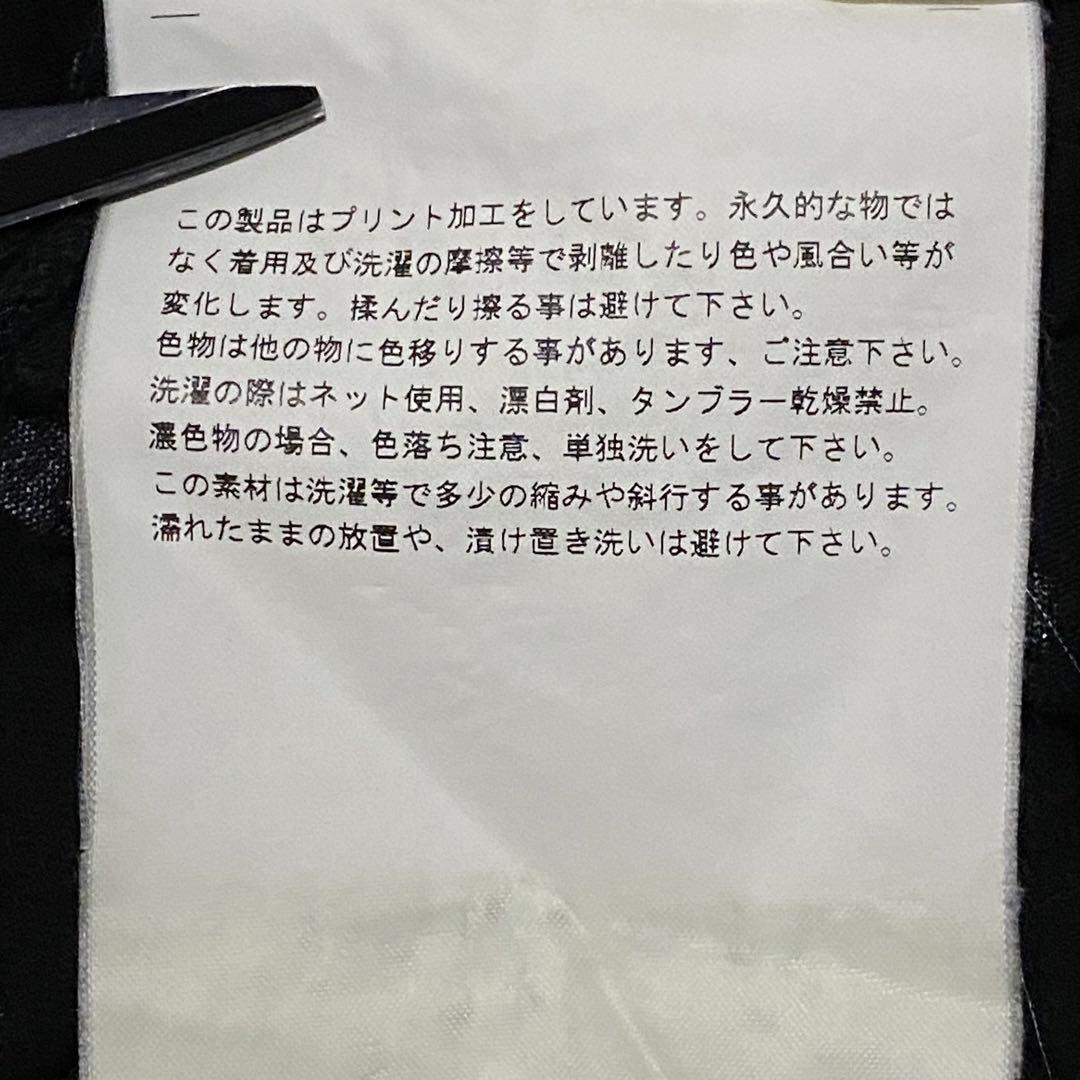 この製品はプリント加工をしています。永久的な物では
なく着用及び洗濯の摩擦等で剥離したり色や風合い等が
変化します。揉んだり擦る事は避けて下さい。
色物は他の物に色移りする事があります、ご注意下さい。
洗濯の際はネット使用、漂白剤、タンブラー乾燥禁止。
濃色物の場合、色落ち注意、単独洗いをして下さい。
この素材は洗濯等で多少の縮みや斜行する事があります。
濡れたままの放置や、漬け置き洗いは避けて下さい。